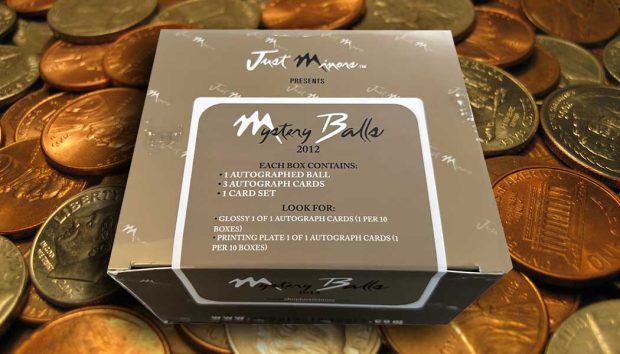 Just Minors™
PRESENTS
Mystery Balls
2012
EACH BOX CONTAINS:
• 1 AUTOGRAPHED BALL
• 3 AUTOGRAPH CARDS
• 1 CARD SET
LOOK FOR:
• GLOSSY 1 OF 1 AUTOGRAPH CARDS (1 PER 10
BOXES)
• PRINTING PLATE 1 OF 1 AUTOGRAPH CARDS (1
PER 10 BOXES)
Mystery Balls
2012
LIBERTY